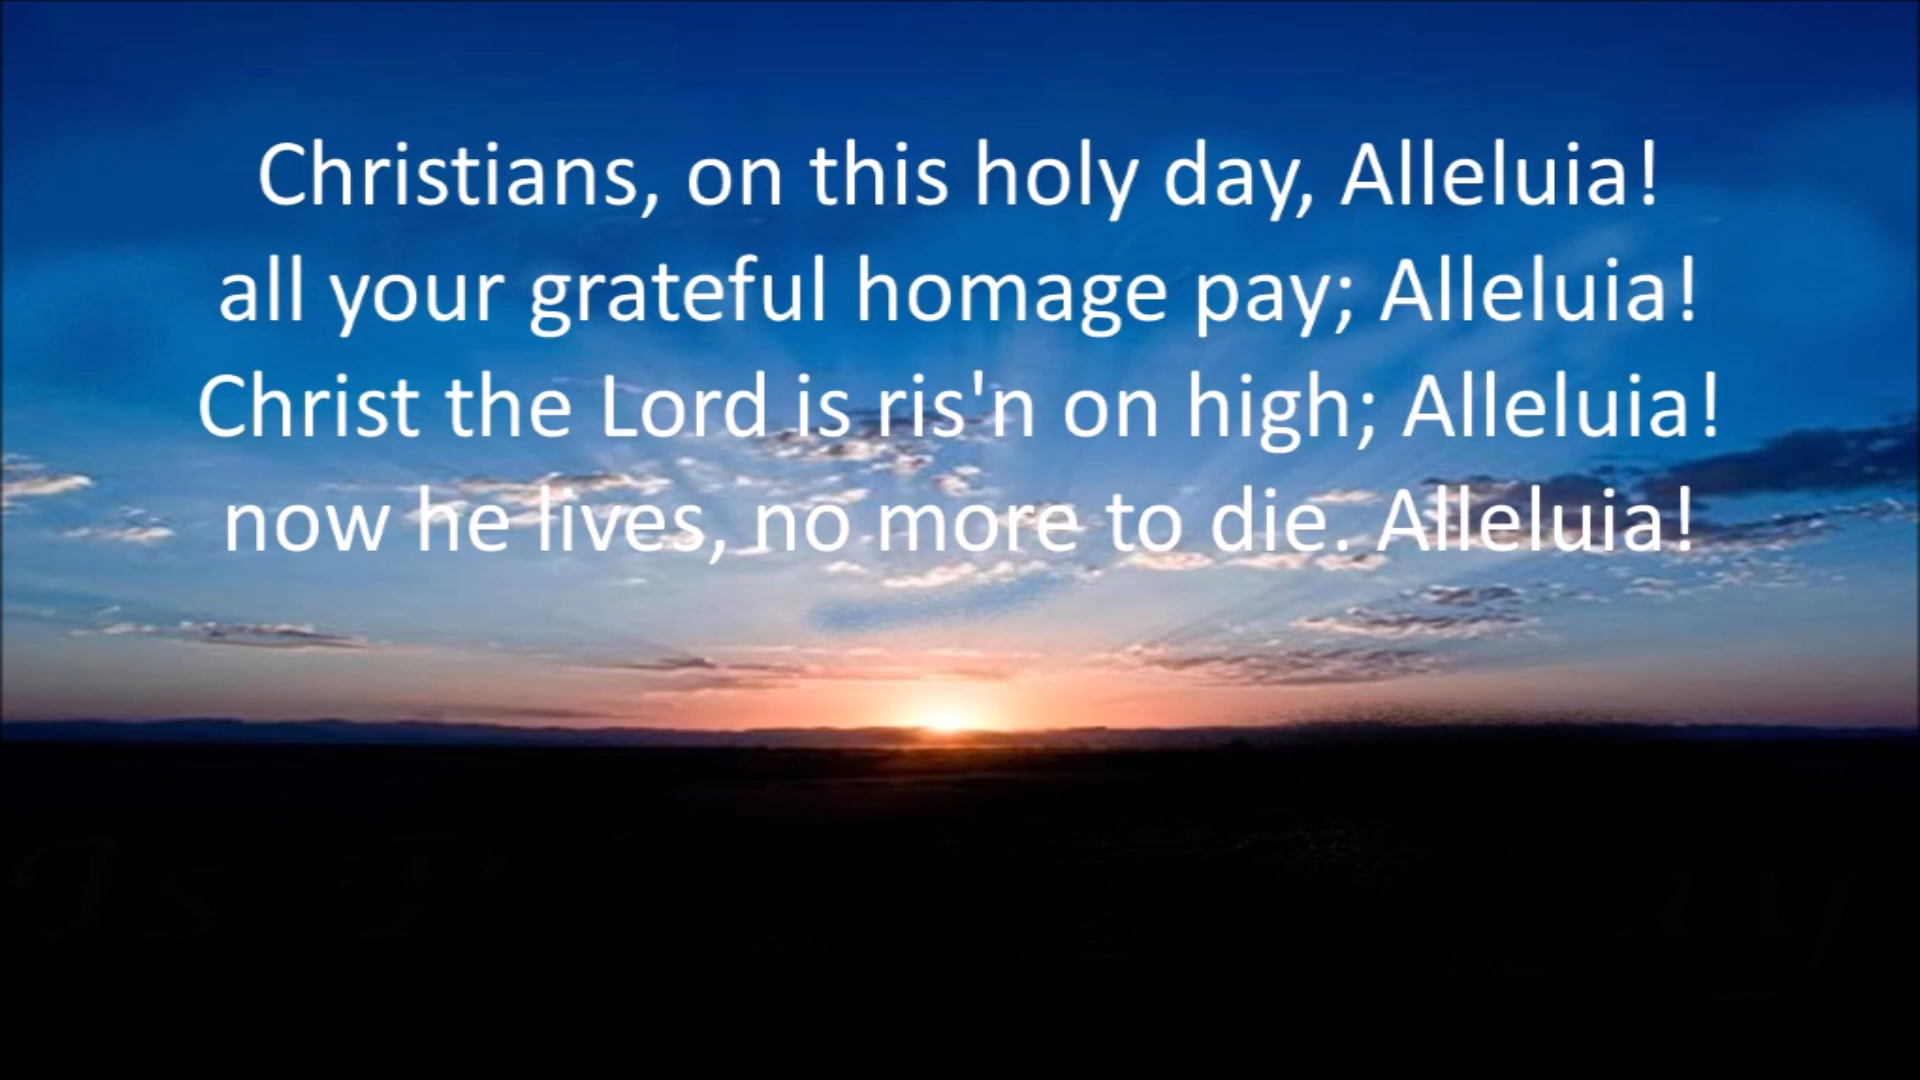 Christians, on this holy day, Alleluia!
all your grateful homage pay; Alleluia!
Christ the Lord is ris'n on high; Alleluia!
now he lives, no more to die. Alleluia!